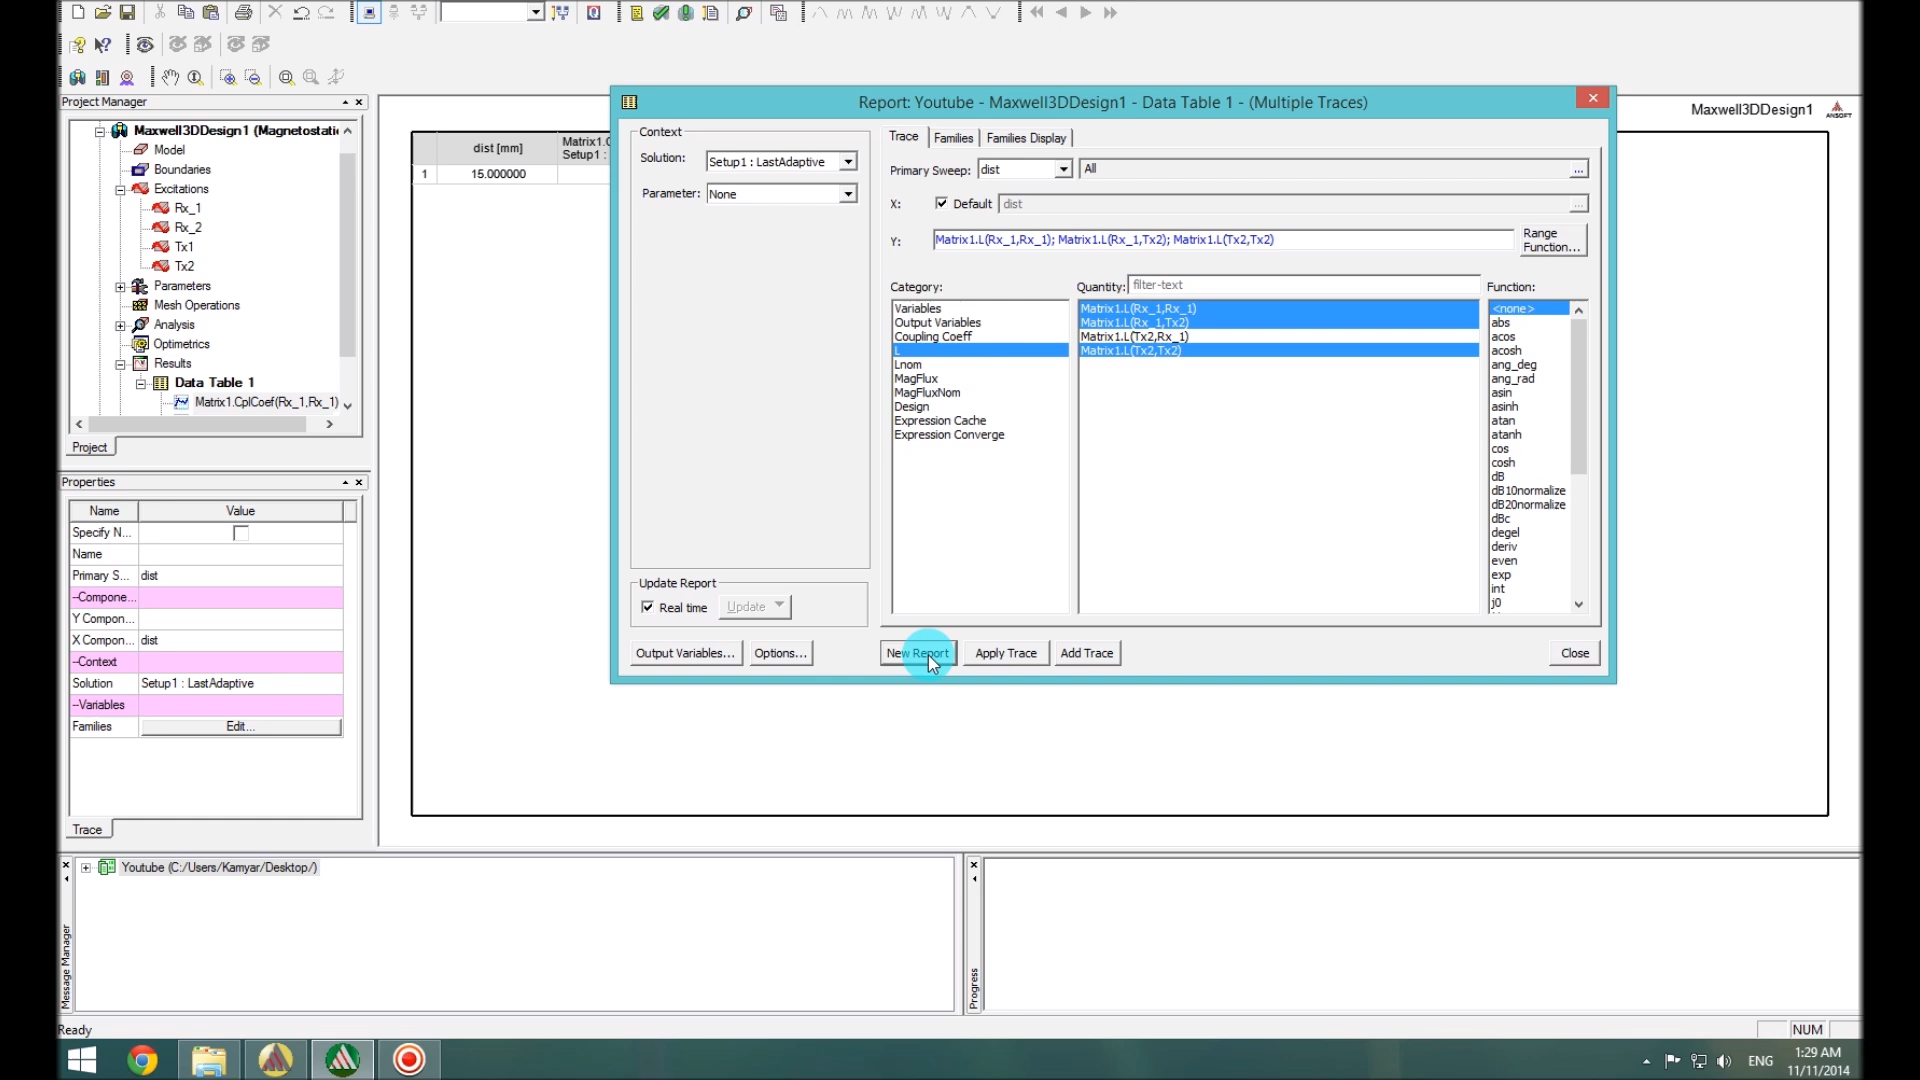 Project Manager
Maxwell3DDesign1 (Magnetostati
Model
Boundaries
Excitations
Rx_1
Rx_2
Tx1
Tx2
Parameters
Mesh Operations
Analysis
Optimetrics
Results
Data Table 1
Matrix1.CplCoef(Rx_1,Rx_1)
Project
Properties
Name Value
Specify N...
Name
Primary S... dist
--Compone...
Y Compon...
X Compon... dist
--Context
Solution Setup1 : LastAdaptive
--Variables
Families Edit...
Trace
Maxwell3DDesign1
ANSOFT
dist [mm]
Matrix1.C
Setup1 :
1 15.000000
Report: Youtube - Maxwell3DDesign1 - Data Table 1 - (Multiple Traces)
Context
Solution: Setup1 : LastAdaptive
Parameter: None
Update Report
Real time Update
Output Variables... Options...
Trace Families Families Display
Primary Sweep: dist All ...
X: Default dist ...
Y: Matrix1.L(Rx_1,Rx_1); Matrix1.L(Rx_1,Tx2); Matrix1.L(Tx2,Tx2)
Range
Function...
Category:
Variables
Output Variables
Coupling Coeff
L
Lnom
MagFlux
MagFluxNom
Design
Expression Cache
Expression Converge
Quantity: filter-text
Matrix1.L(Rx_1,Rx_1)
Matrix1.L(Rx_1,Tx2)
Matrix1.L(Tx2,Rx_1)
Matrix1.L(Tx2,Tx2)
Function:
<none>
abs
acos
acosh
ang_deg
ang_rad
asin
asinh
atan
atanh
cos
cosh
dB
dB10normalize
dB20normalize
dBc
degel
deriv
even
exp
int
j0
New Report Apply Trace Add Trace Close
Youtube (C:/Users/Kamyar/Desktop/)
Message Manager
Progress
Ready
NUM
ENG
1:29 AM
11/11/2014